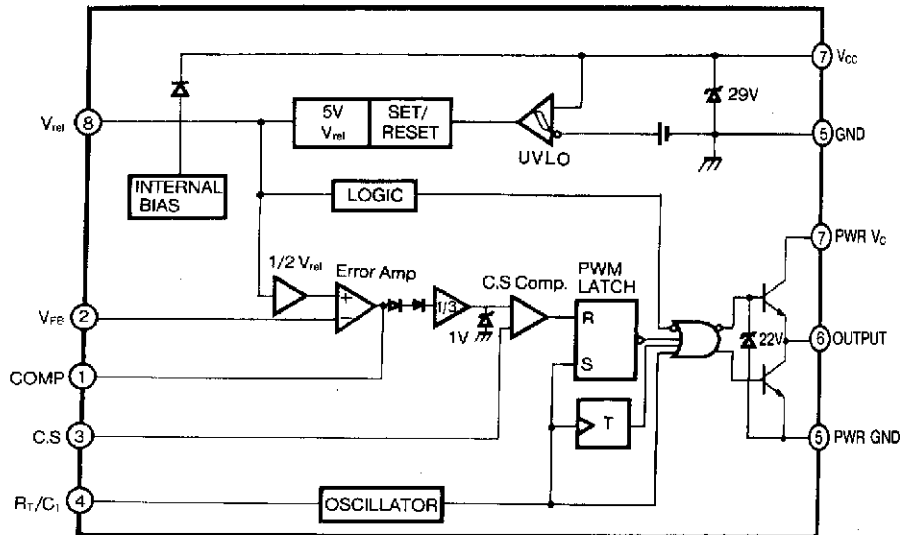 7 Vcc
29V
8 Vref
5V Vref
SET/ RESET
UVLO
5 GND
INTERNAL BIAS
LOGIC
7 PWR Vc
1/2 Vref
Error Amp
C.S Comp.
PWM LATCH
+
−
1/3
1V
R
S
22V
2 VFB
6 OUTPUT
1 COMP
3 C.S
T
5 PWR GND
4 RT/C1
OSCILLATOR